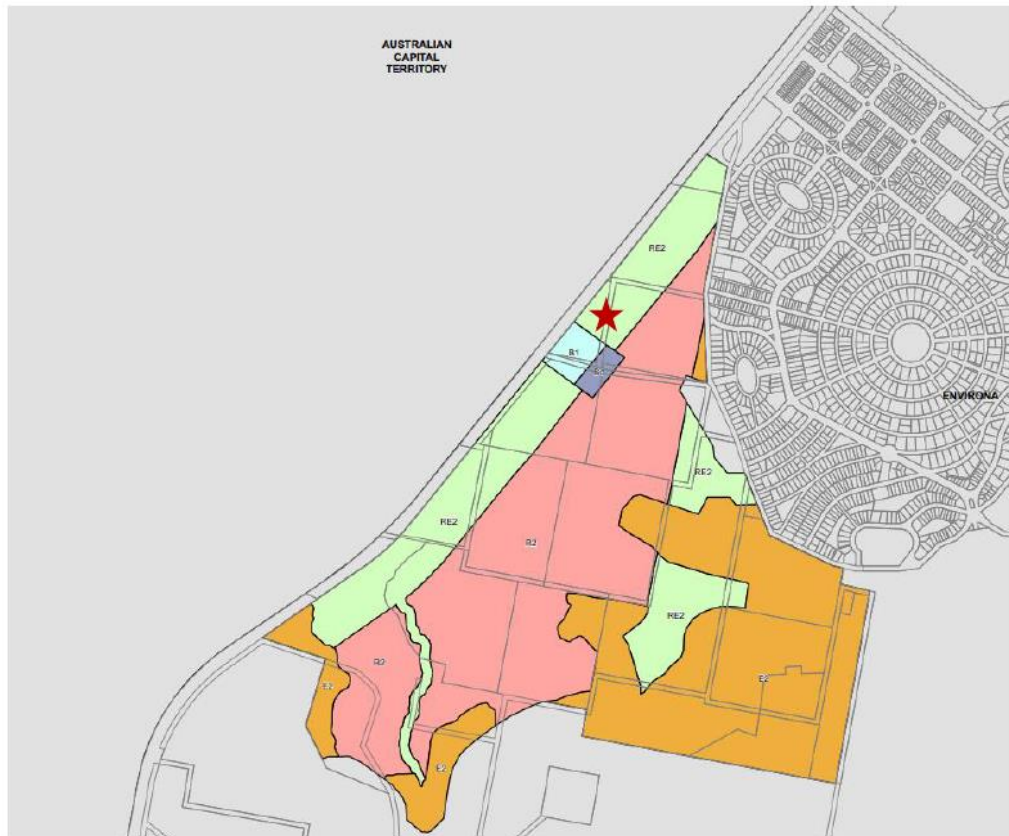 AUSTRALIAN
CAPITAL
TERRITORY
RE2
B1
ENVIRONA
RE2
RE2
R2
RE2
R2
E2
E2
E2